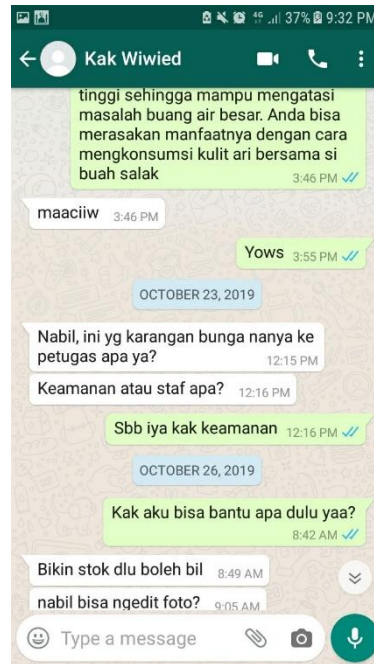 37% 9:32 PM
Kak Wiwied
tinggi sehingga mampu mengatasi
masalah buang air besar. Anda bisa
merasakan manfaatnya dengan cara
mengkonsumsi kulit ari bersama si
buah salak
3:46 PM
maaciiw 3:46 PM
Yows 3:55 PM
OCTOBER 23, 2019
Nabil, ini yg karangan bunga nanya ke
petugas apa ya?
12:15 PM
Keamanan atau staf apa? 12:16 PM
Sbb iya kak keamanan 12:16 PM
OCTOBER 26, 2019
Kak aku bisa bantu apa dulu yaa?
8:42 AM
Bikin stok dlu boleh bil 8:49 AM
nabil bisa ngedit foto? 9:05 AM
Type a message